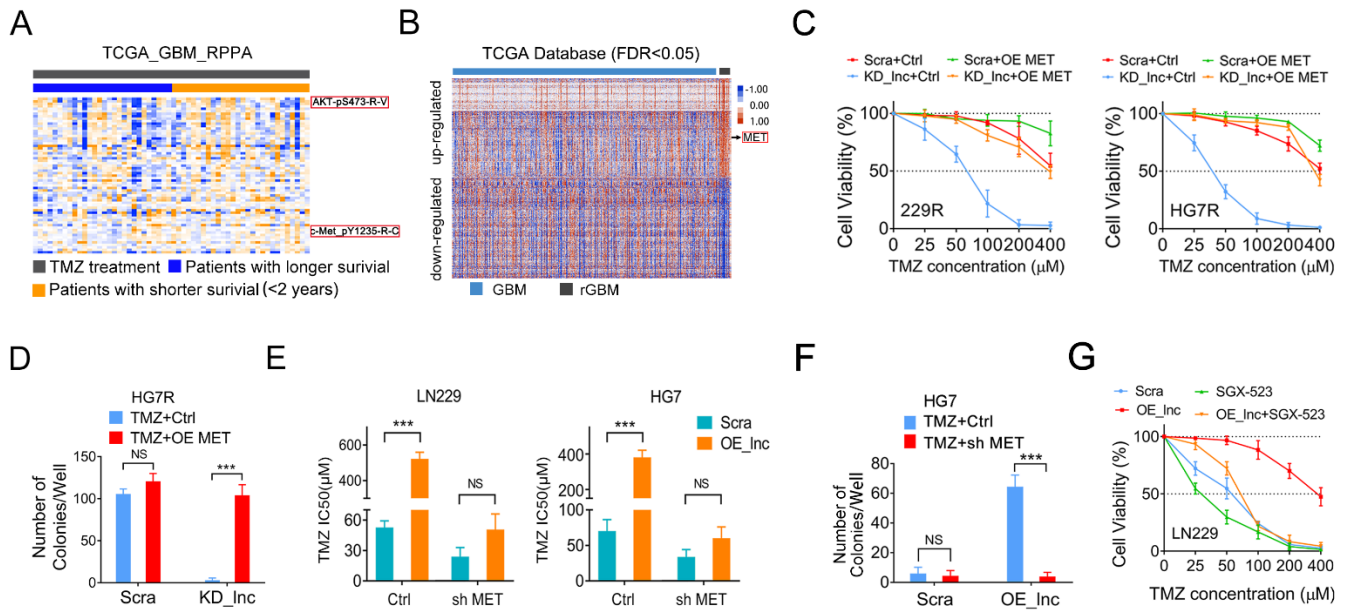 A
TCGA_GBM_RPPA
AKT-pS473-R-V
c-Met_pY1235-R-C
TMZ treatment
Patients with longer surivial
Patients with shorter surivial (<2 years)
B
TCGA Database (FDR<0.05)
up-regulated
down-regulated
-1.00
0.00
1.00
MET
GBM
rGBM
C
Scra+Ctrl
Scra+OE MET
KD_lnc+Ctrl
KD_lnc+OE MET
Cell Viability (%)
100
50
0
229R
0 25 50 100 200 400
TMZ concentration (μM)
Scra+Ctrl
Scra+OE MET
KD_lnc+Ctrl
KD_lnc+OE MET
Cell Viability (%)
100
50
0
HG7R
0 25 50 100 200 400
TMZ concentration (μM)
D
HG7R
TMZ+Ctrl
TMZ+OE MET
Number of
Colonies/Well
150
100
50
0
NS
***
Scra
KD_lnc
E
LN229
TMZ IC50(μM)
600
400
60
30
0
***
NS
Ctrl
sh MET
HG7
TMZ IC50(μM)
400
200
100
50
0
***
NS
Ctrl
sh MET
Scra
OE_lnc
F
HG7
TMZ+Ctrl
TMZ+sh MET
Number of
Colonies/Well
80
60
40
20
0
NS
***
Scra
OE_lnc
G
Scra
SGX-523
OE_lnc
OE_lnc+SGX-523
Cell Viability (%)
100
50
0
LN229
0 25 50 100 200 400
TMZ concentration (μM)